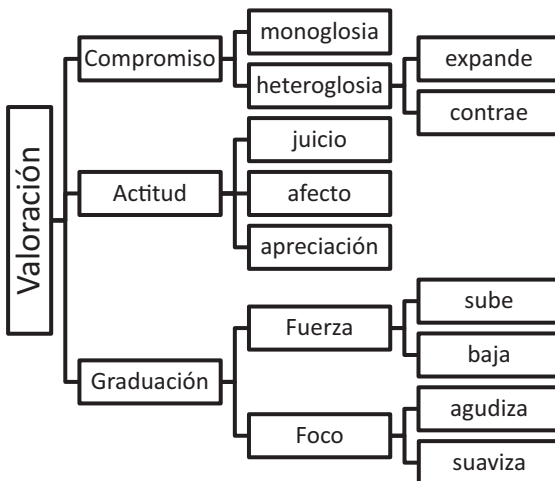 Valoración
Compromiso
monoglosia
heteroglosia
expande
contrae
Actitud
juicio
afecto
apreciación
Graduación
Fuerza
sube
baja
Foco
agudiza
suaviza